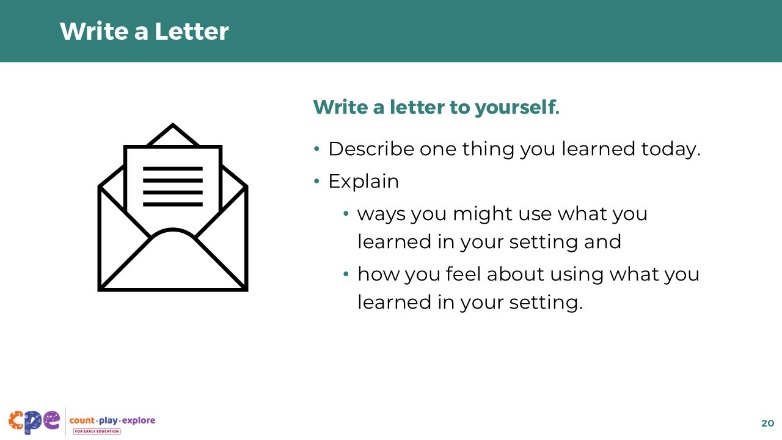 Write a Letter
Write a letter to yourself.
• Describe one thing you learned today.
• Explain
• ways you might use what you
learned in your setting and
• how you feel about using what you
learned in your setting.
cpe
count·play·explore
FOR EARLY EDUCATION
20